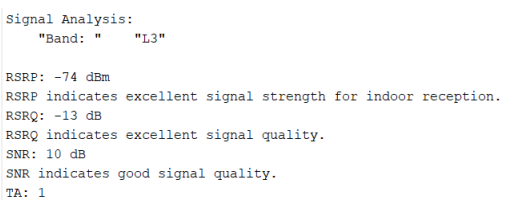 Signal Analysis:
"Band: " "L3"
RSRP: -74 dBm
RSRP indicates excellent signal strength for indoor reception.
RSRQ: -13 dB
RSRQ indicates excellent signal quality.
SNR: 10 dB
SNR indicates good signal quality.
TA: 1